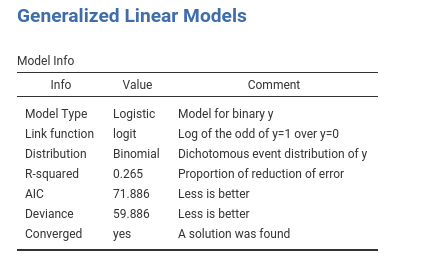 Generalized Linear Models
Model Info
Info Value Comment
Model Type Logistic Model for binary y
Link function logit Log of the odd of y=1 over y=0
Distribution Binomial Dichotomous event distribution of y
R-squared 0.265 Proportion of reduction of error
AIC 71.886 Less is better
Deviance 59.886 Less is better
Converged yes A solution was found